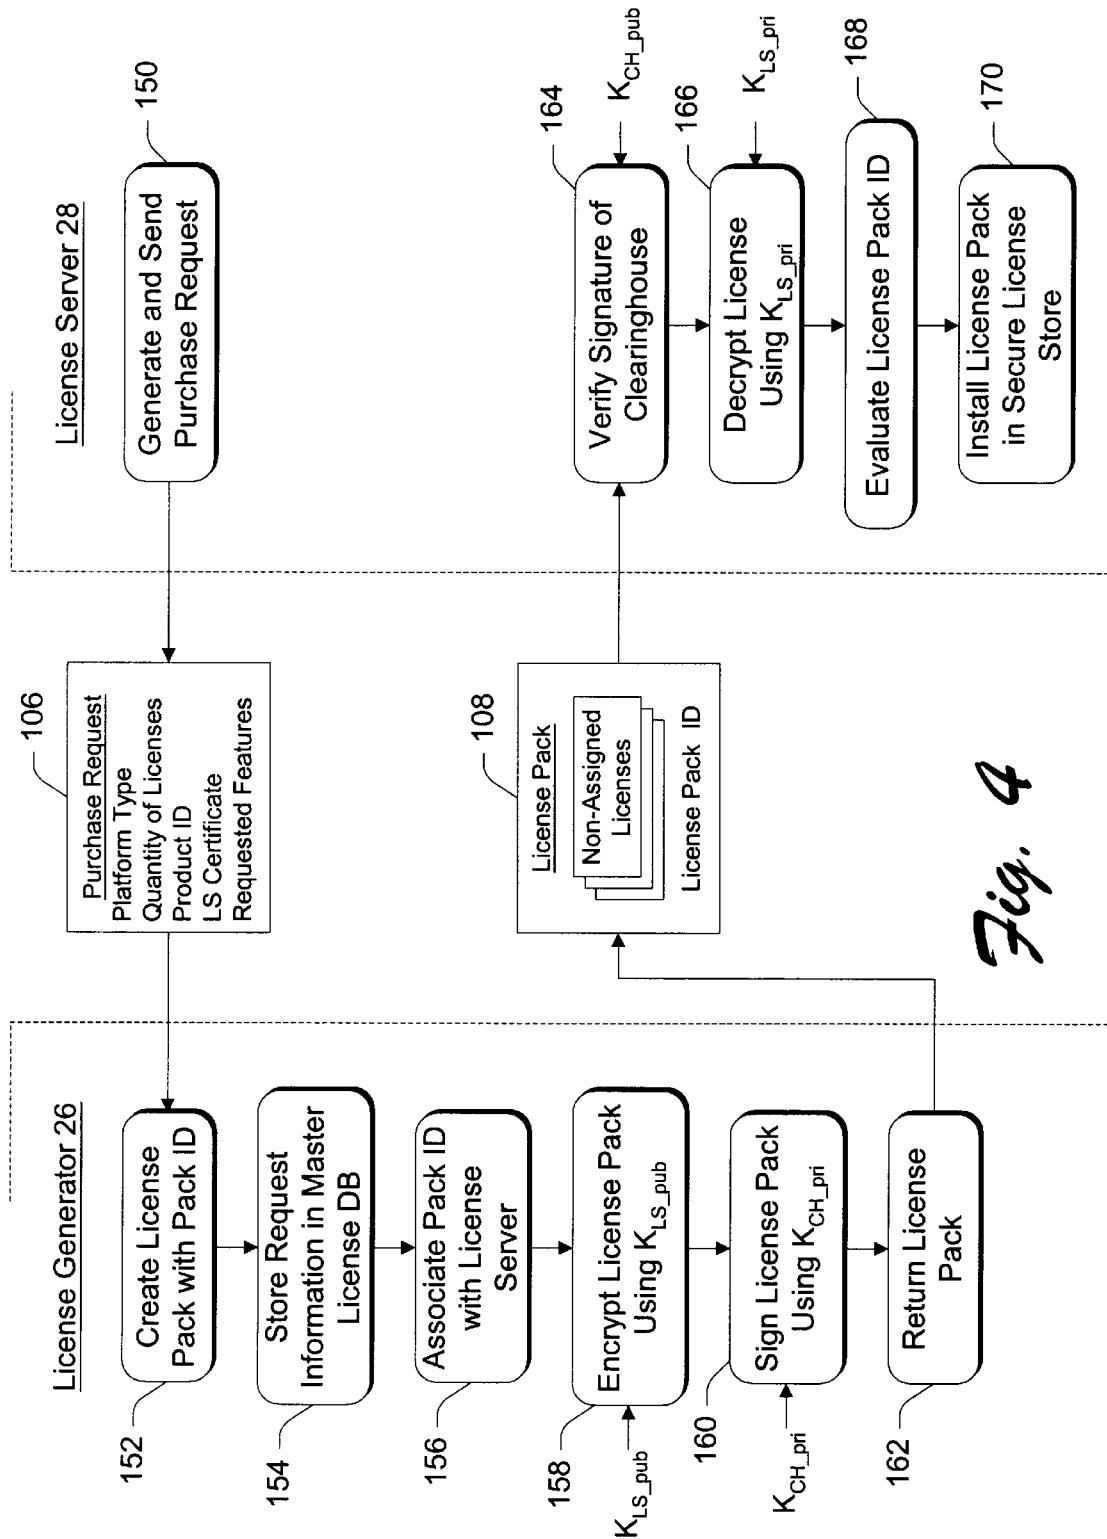 License Generator 26
152
Create License
Pack with Pack ID
154
Store Request
Information in Master
License DB
156
Associate Pack ID
with License
Server
158
K_LS_pub
Encrypt License Pack
Using K_LS_pub
160
K_CH_pri
Sign License Pack
Using K_CH_pri
162
Return License
Pack
106
Purchase Request
Platform Type
Quantity of Licenses
Product ID
LS Certificate
Requested Features
108
License Pack
Non-Assigned
Licenses
License Pack ID
License Server 28
150
Generate and Send
Purchase Request
164
K_CH_pub
Verify Signature of
Clearinghouse
166
K_LS_pri
Decrypt License
Using K_LS_pri
168
Evaluate License Pack ID
170
Install License Pack
in Secure License
Store
Fig. 4